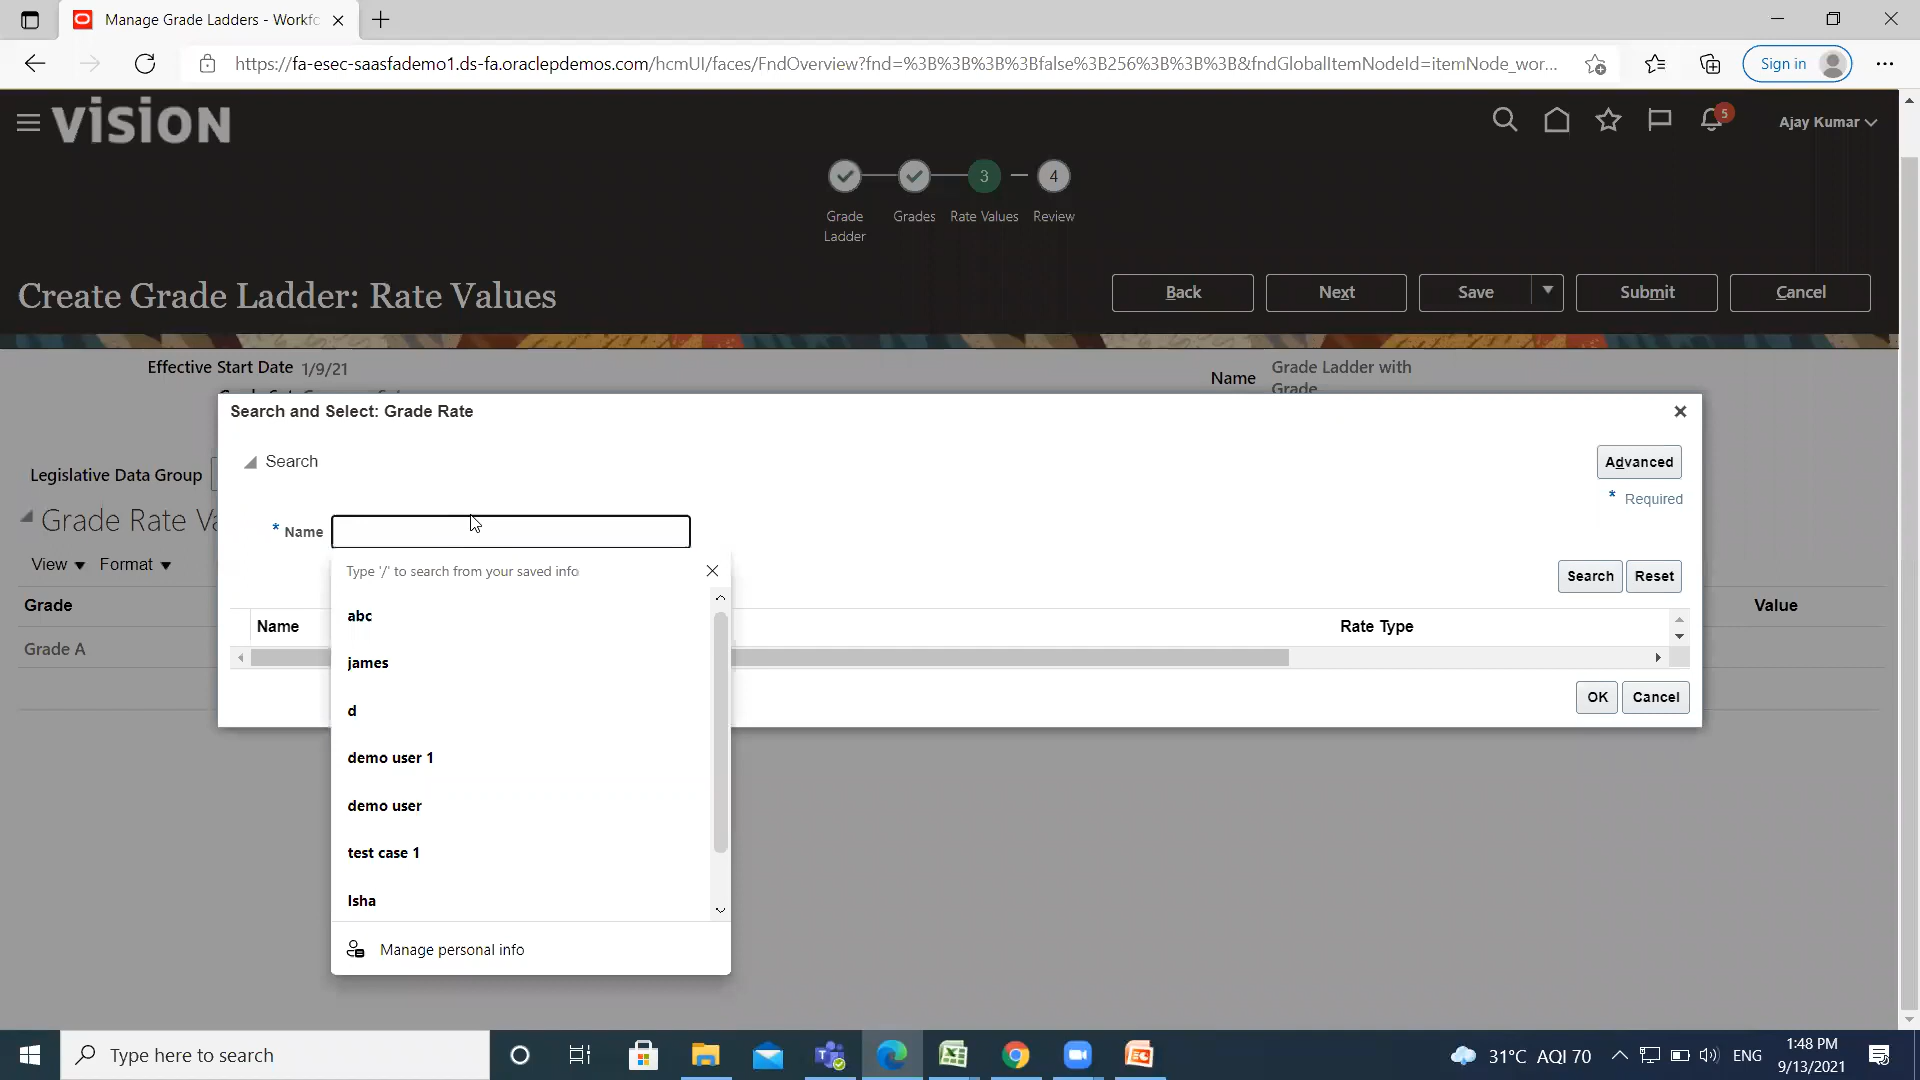 Manage Grade Ladders - Workfo
https://fa-esec-saasfademo1.ds-fa.oraclepdemos.com/hcmUI/faces/FndOverview?fnd=%3B%3B%3B%3Bfalse%3B256%3B%3B%3B&fndGlobalItemNodeId=itemNode_wor...
Sign in
VISION
5
Ajay Kumar
3
4
Grade Ladder
Grades
Rate Values
Review
Create Grade Ladder: Rate Values
Back
Next
Save
Submit
Cancel
Effective Start Date 1/9/21
Name
Grade Ladder with
Grade
Search and Select: Grade Rate
Search
Advanced
* Required
Legislative Data Group
Grade Rate Va
* Name
View
Format
Type '/' to search from your saved info
Search
Reset
Grade
Value
abc
Name
Rate Type
Grade A
james
OK
Cancel
d
demo user 1
demo user
test case 1
Isha
Manage personal info
Type here to search
31°C AQI 70
ENG
1:48 PM
9/13/2021